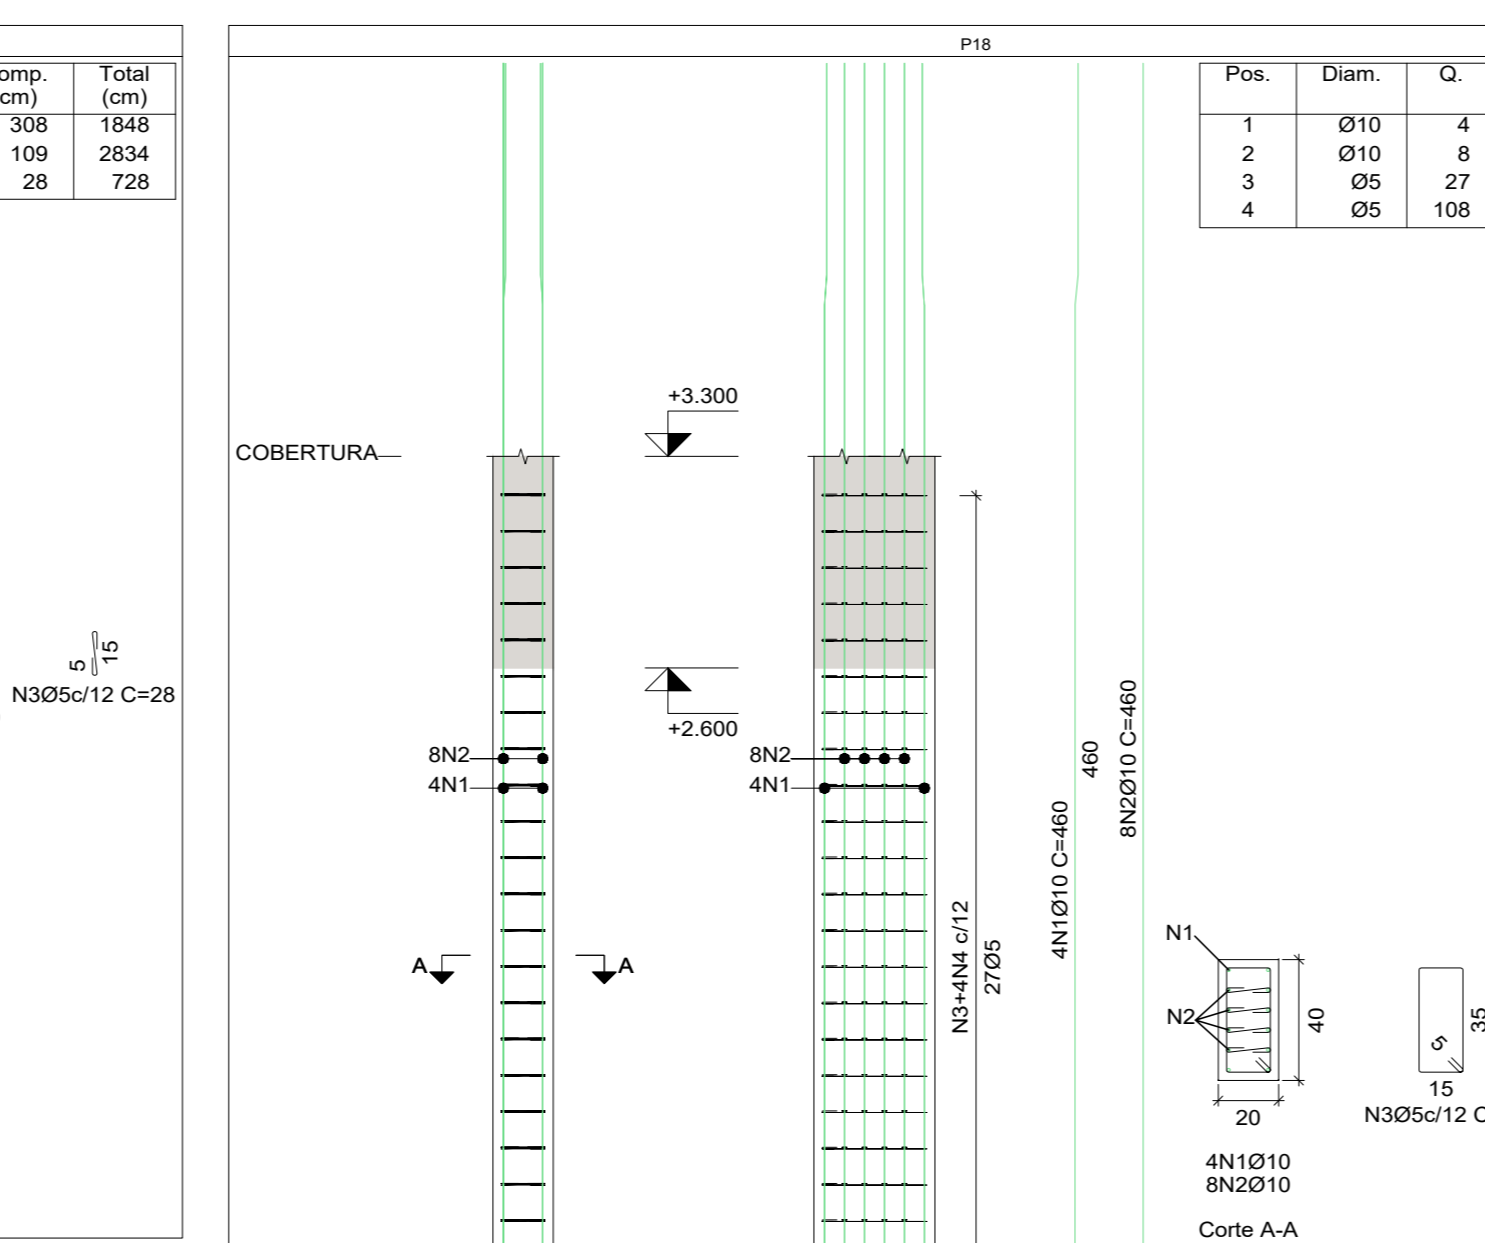 P18
omp. Total
cm) (cm)
308 1848
109 2834
28 728
Pos. Diam. Q.
1 Ø10 4
2 Ø10 8
3 Ø5 27
4 Ø5 108
+3.300
COBERTURA
5
15
N3Ø5c/12 C=28
+2.600
8N2
4N1
8N2
4N1
A A
N3+4N4 c/12
27Ø5
4N1Ø10 C=460
460
8N2Ø10 C=460
N1
N2
40
20
4N1Ø10
8N2Ø10
Corte A-A
35
5
15
N3Ø5c/12 C